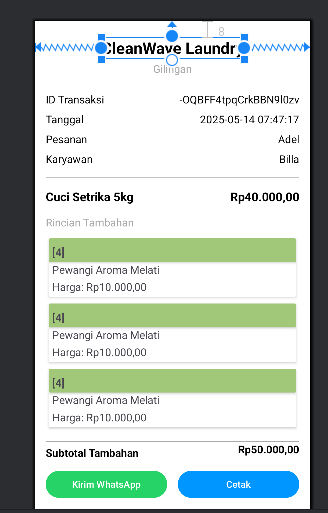 8
CleanWave Laundry
Gilingan
ID Transaksi -OQBFF4tpqCrkBBN9l0zv
Tanggal 2025-05-14 07:47:17
Pesanan Adel
Karyawan Billa
Cuci Setrika 5kg Rp40.000,00
Rincian Tambahan
[4]
Pewangi Aroma Melati
Harga: Rp10.000,00
[4]
Pewangi Aroma Melati
Harga: Rp10.000,00
[4]
Pewangi Aroma Melati
Harga: Rp10.000,00
Subtotal Tambahan Rp50.000,00
Kirim WhatsApp Cetak